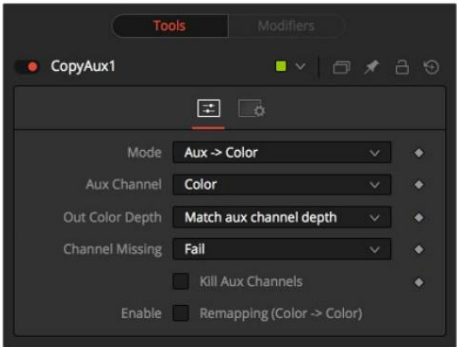 Tools Modifiers
CopyAux1
Mode Aux -> Color
Aux Channel Color
Out Color Depth Match aux channel depth
Channel Missing Fail
Kill Aux Channels
Enable Remapping (Color -> Color)